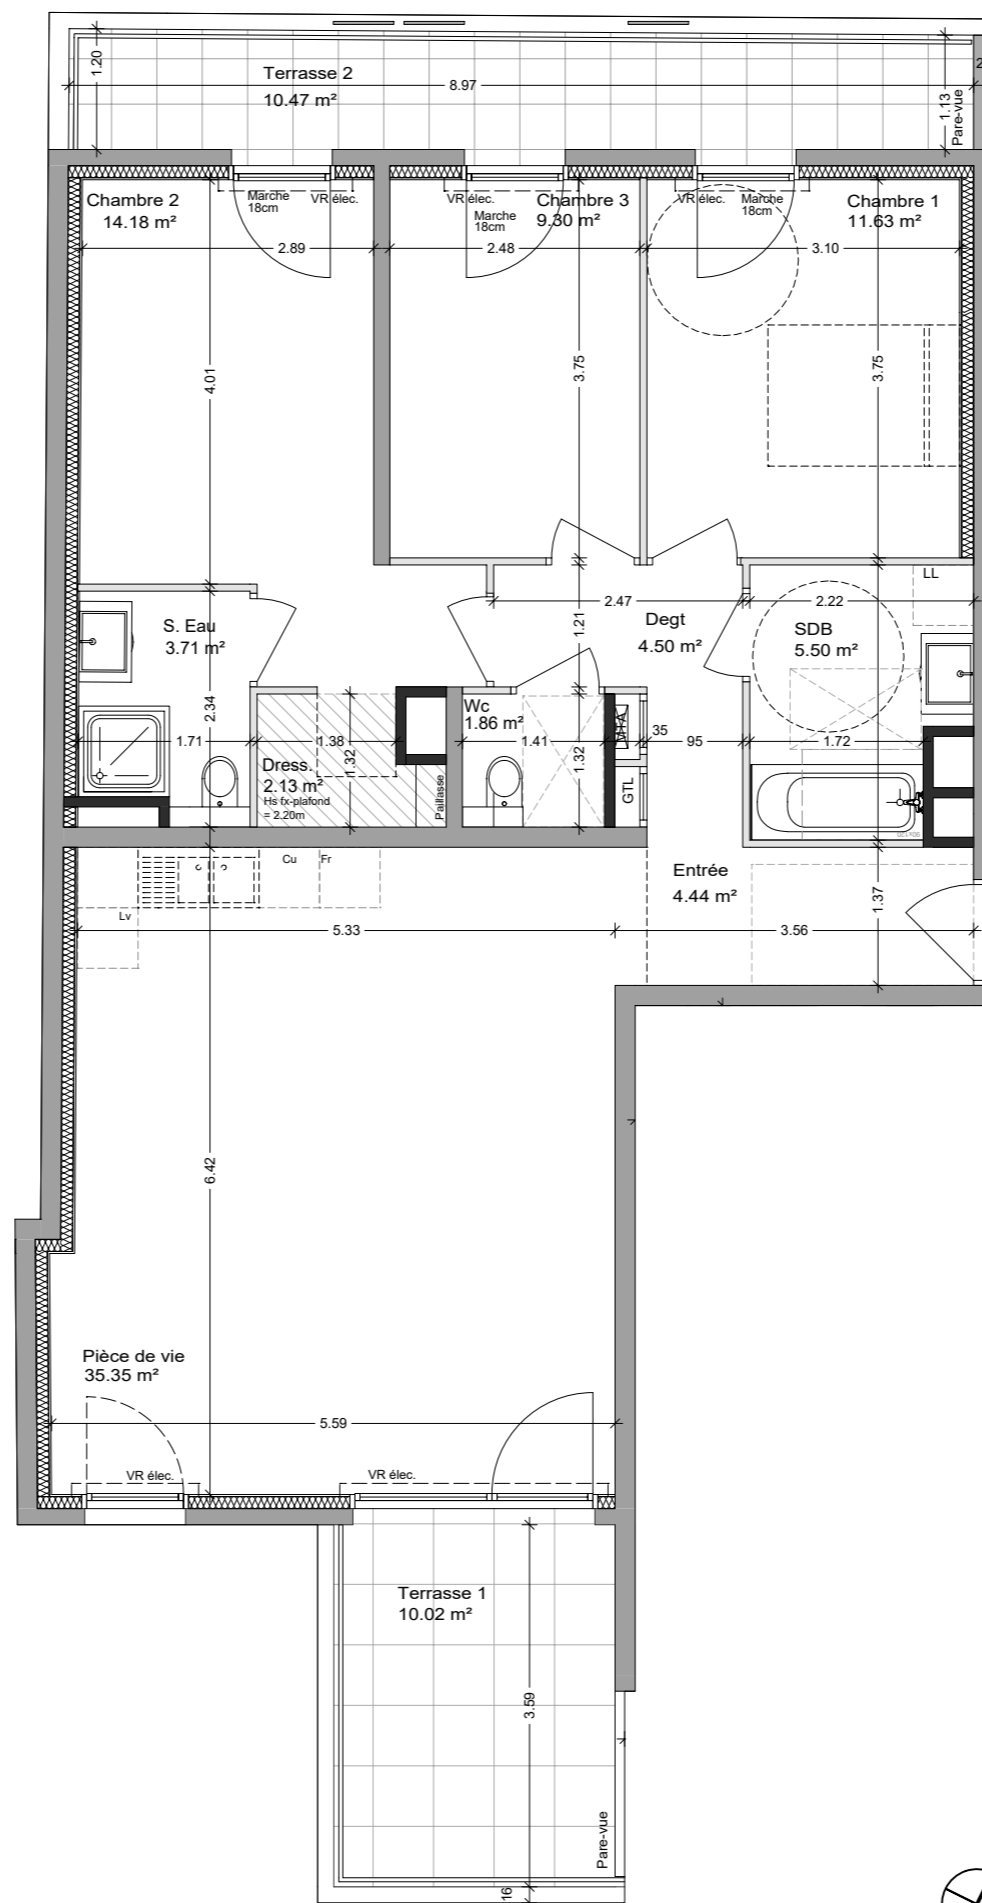 1.20
Terrasse 2
10.47 m²
8.97
1.13
Pare-vue
2
Chambre 2
14.18 m²
Marche
18cm
VR élec.
2.89
VR élec.
Marche
18cm
Chambre 3
9.30 m²
2.48
VR élec.
Marche
18cm
Chambre 1
11.63 m²
3.10
4.01
3.75
3.75
S. Eau
3.71 m²
2.34
1.71
2.47
1.21
Degt
4.50 m²
2.22
LL
SDB
5.50 m²
1.72
Dress.
2.13 m²
Hs fx-plafond
= 2.20m
1.38
1.32
Paillasse
Wc
1.86 m²
1.41
1.32
VTA
GTL
35
95
Entrée
4.44 m²
1.37
Cu
Fr
Lv
5.33
3.56
6.42
Pièce de vie
35.35 m²
5.59
VR élec.
VR élec.
Terrasse 1
10.02 m²
3.59
Pare-vue
16